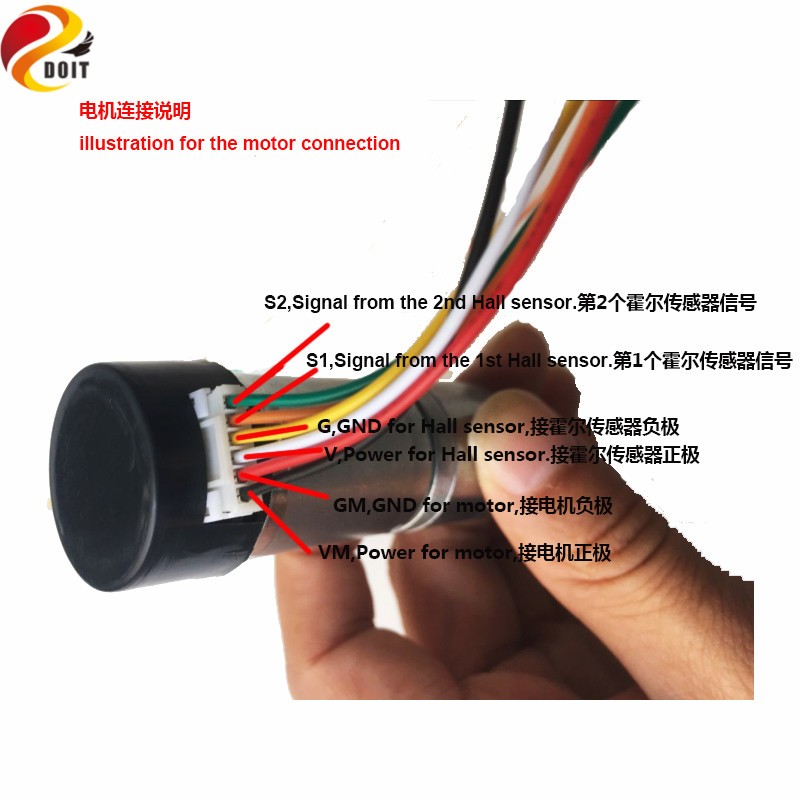 DOIT
电机连接说明
illustration for the motor connection
S2,Signal from the 2nd Hall sensor.第2个霍尔传感器信号
S1,Signal from the 1st Hall sensor.第1个霍尔传感器信号
G,GND for Hall sensor,接霍尔传感器负极
V,Power for Hall sensor.接霍尔传感器正极
GM,GND for motor,接电机负极
VM,Power for motor,接电机正极